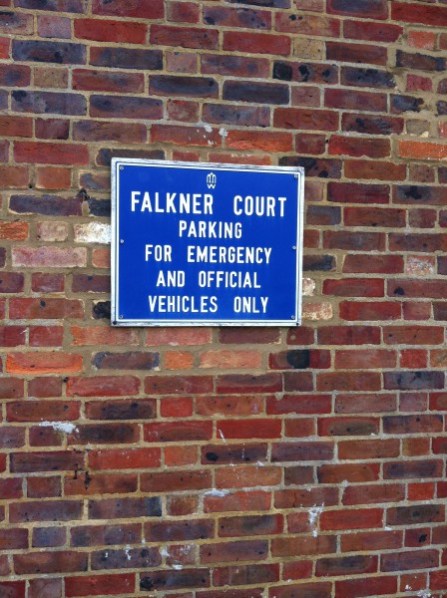 FALKNER COURT
PARKING
FOR EMERGENCY
AND OFFICIAL
VEHICLES ONLY